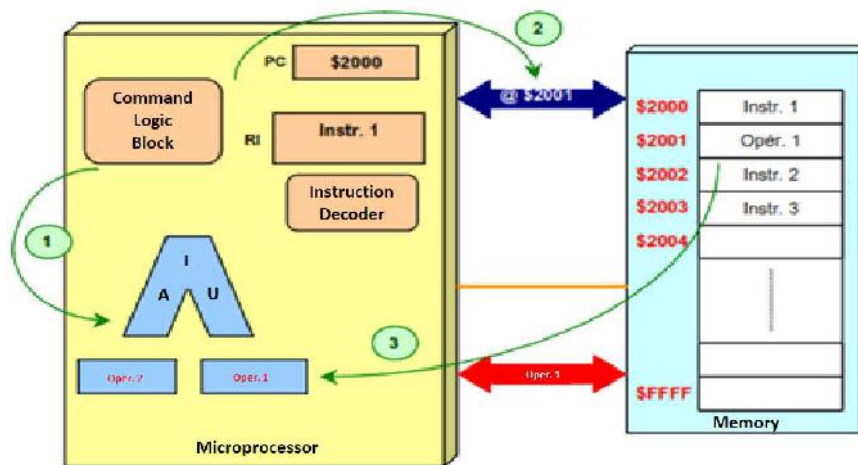 1
2
PC
$2000
Command
Logic
Block
RI
Instr. 1
Instruction
Decoder
I
A
U
Oper. 2
Oper. 1
Microprocessor
@ $2001
3
Oper. 1
$2000
Instr. 1
$2001
Opér. 1
$2002
Instr. 2
$2003
Instr. 3
$2004
$FFFF
Memory